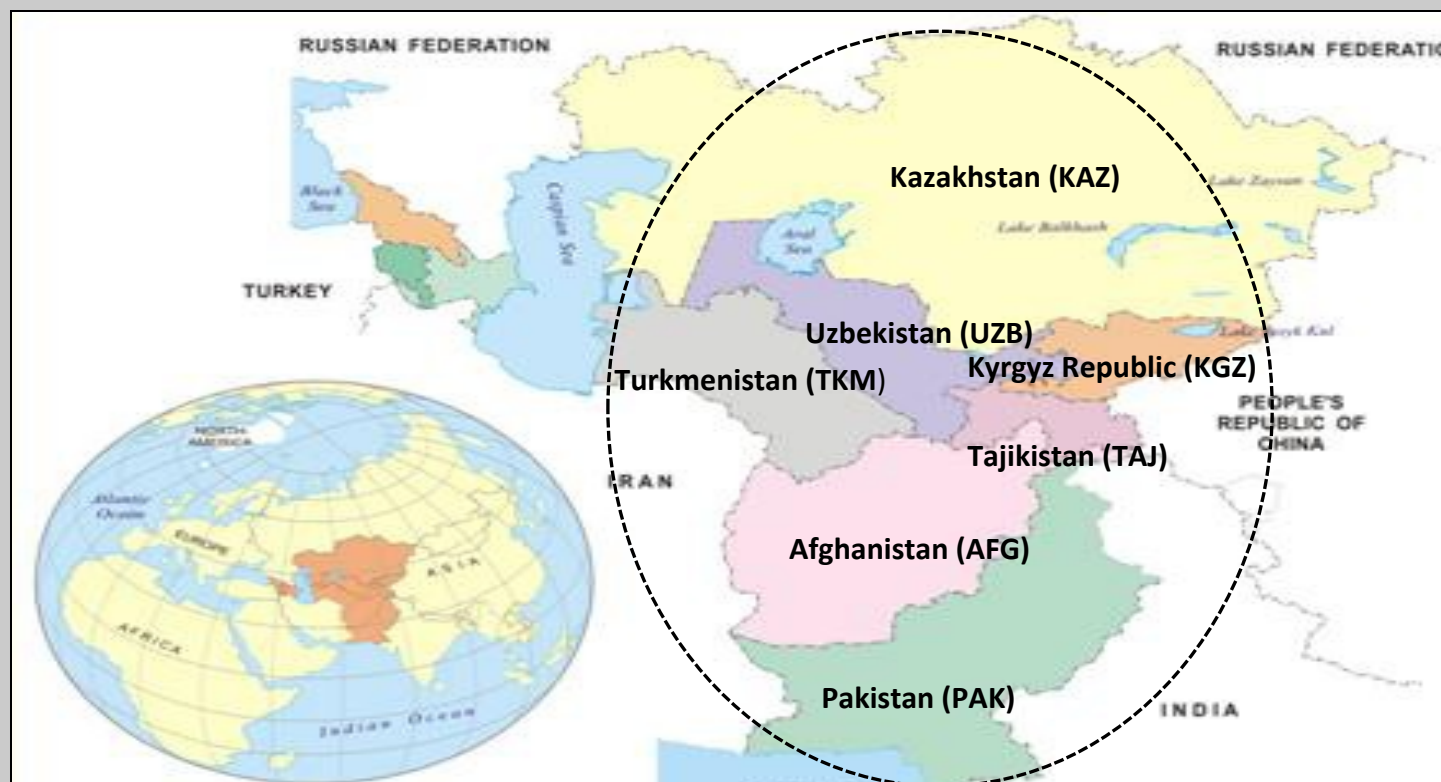 RUSSIAN FEDERATION
RUSSIAN FEDERATIO
Kazakhstan (KAZ)
Lake Zaysan
Black
Sea
Caspian Sea
Aral
Sea
Lake Balkhash
TURKEY
Uzbekistan (UZB)
Kyrgyz Republic (KGZ)
Turkmenistan (TKM)
PEOPLE'S
REPUBLIC OF
CHINA
Tajikistan (TAJ)
IRAN
NORTH
AMERICA
Atlantic
Ocean
EUROPE
ASIA
Afghanistan (AFG)
AFRICA
Pakistan (PAK)
INDIA
Indian Ocean